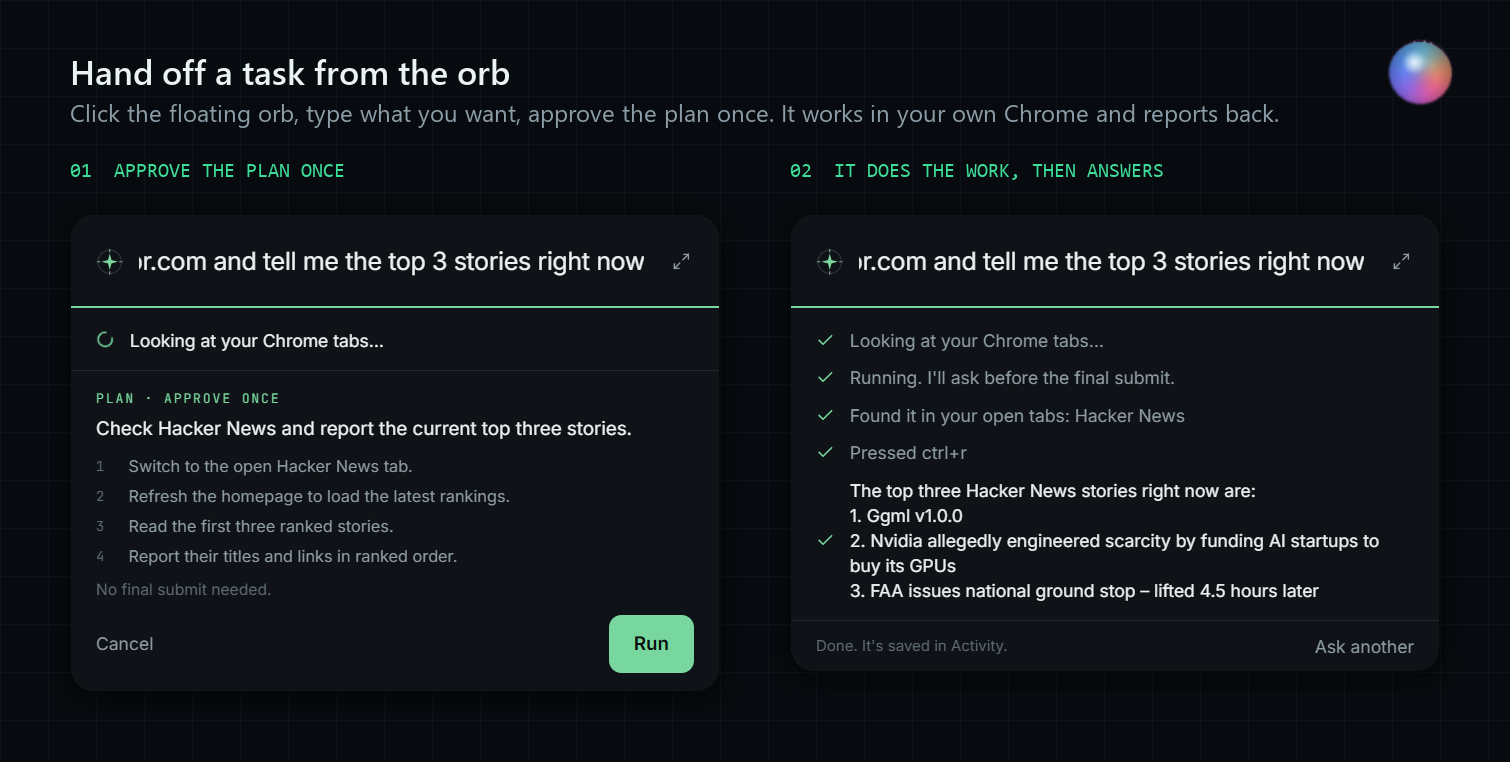 Hand off a task from the orb
Click the floating orb, type what you want, approve the plan once. It works in your own Chrome and reports back.
01 APPROVE THE PLAN ONCE
or.com and tell me the top 3 stories right now
Looking at your Chrome tabs...
PLAN · APPROVE ONCE
Check Hacker News and report the current top three stories.
1 Switch to the open Hacker News tab.
2 Refresh the homepage to load the latest rankings.
3 Read the first three ranked stories.
4 Report their titles and links in ranked order.
No final submit needed.
Cancel
Run
02 IT DOES THE WORK, THEN ANSWERS
or.com and tell me the top 3 stories right now
Looking at your Chrome tabs...
Running. I'll ask before the final submit.
Found it in your open tabs: Hacker News
Pressed ctrl+r
The top three Hacker News stories right now are:
1. Ggml v1.0.0
2. Nvidia allegedly engineered scarcity by funding AI startups to
buy its GPUs
3. FAA issues national ground stop – lifted 4.5 hours later
Done. It's saved in Activity.
Ask another